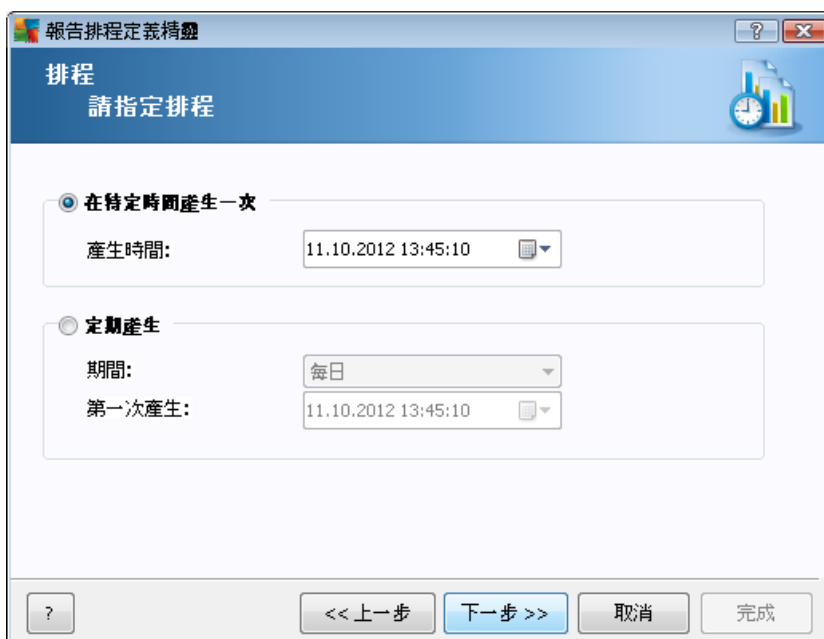 報告排程定義精靈
?
排程
請指定排程
在特定時間產生一次
產生時間: 11.10.2012 13:45:10
定期產生
期間: 每日
第一次產生: 11.10.2012 13:45:10
? << 上一步 下一步 >> 取消 完成